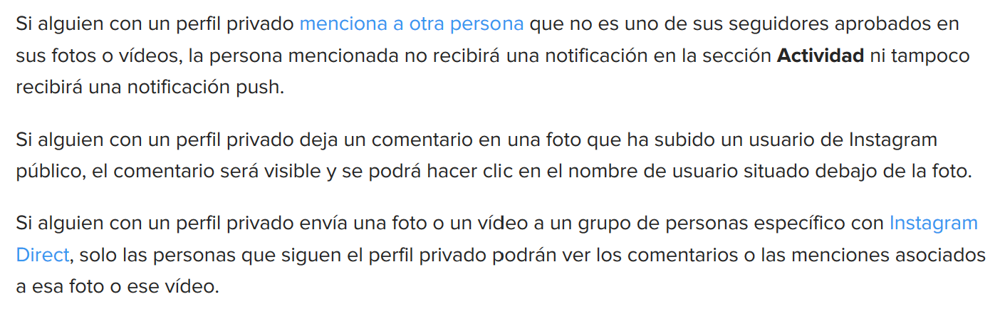 Si alguien con un perfil privado menciona a otra persona que no es uno de sus seguidores aprobados en
sus fotos o vídeos, la persona mencionada no recibirá una notificación en la sección Actividad ni tampoco
recibirá una notificación push.
Si alguien con un perfil privado deja un comentario en una foto que ha subido un usuario de Instagram
público, el comentario será visible y se podrá hacer clic en el nombre de usuario situado debajo de la foto.
Si alguien con un perfil privado envía una foto o un vídeo a un grupo de personas específico con Instagram
Direct, solo las personas que siguen el perfil privado podrán ver los comentarios o las menciones asociados
a esa foto o ese vídeo.